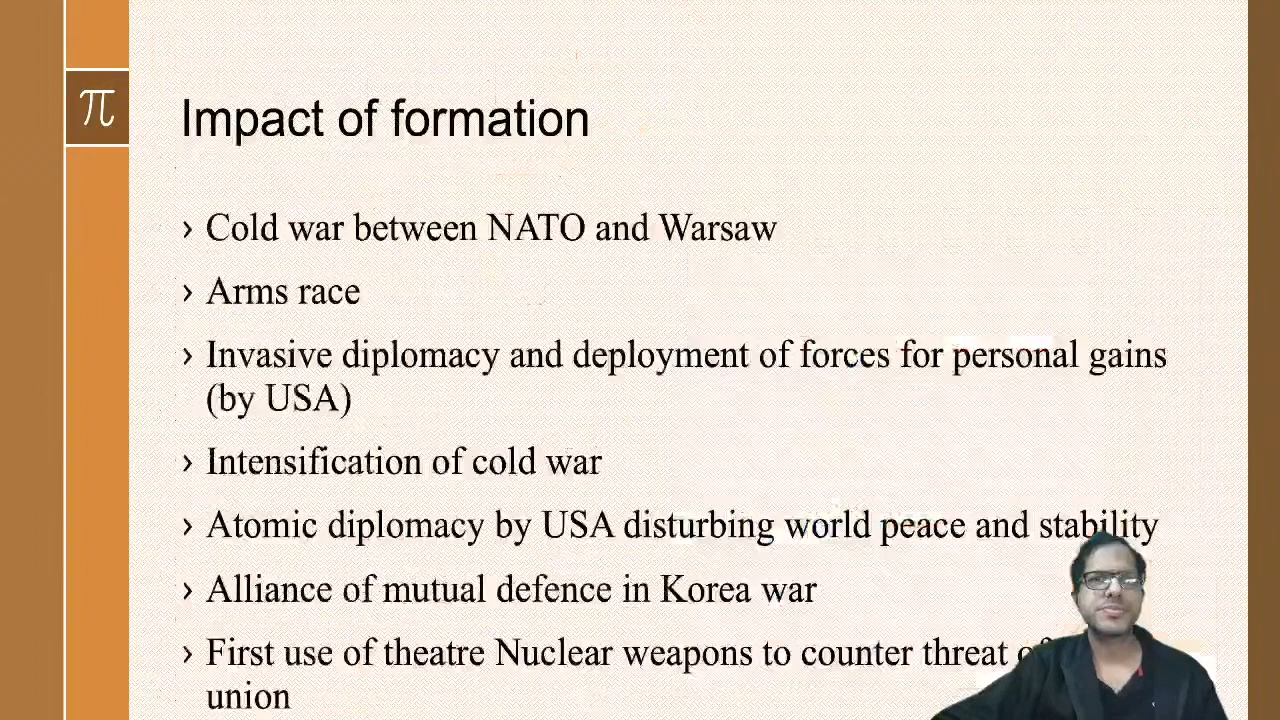 π
Impact of formation
› Cold war between NATO and Warsaw
› Arms race
› Invasive diplomacy and deployment of forces for personal gains
(by USA)
› Intensification of cold war
› Atomic diplomacy by USA disturbing world peace and stability
› Alliance of mutual defence in Korea war
› First use of theatre Nuclear weapons to counter threat
union